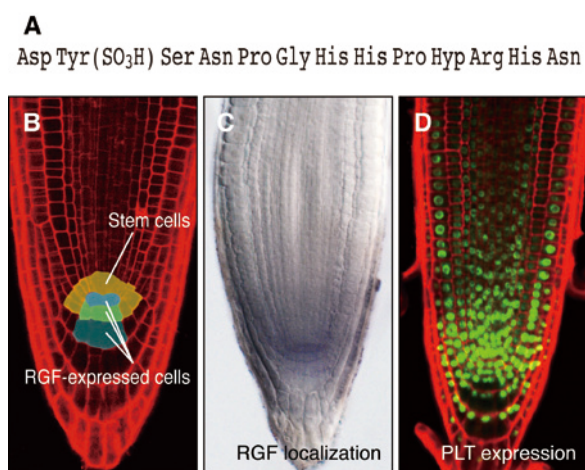 A
Asp Tyr(SO₃H) Ser Asn Pro Gly His His Pro Hyp Arg His Asn
B
Stem cells
RGF-expressed cells
C
RGF localization
D
PLT expression